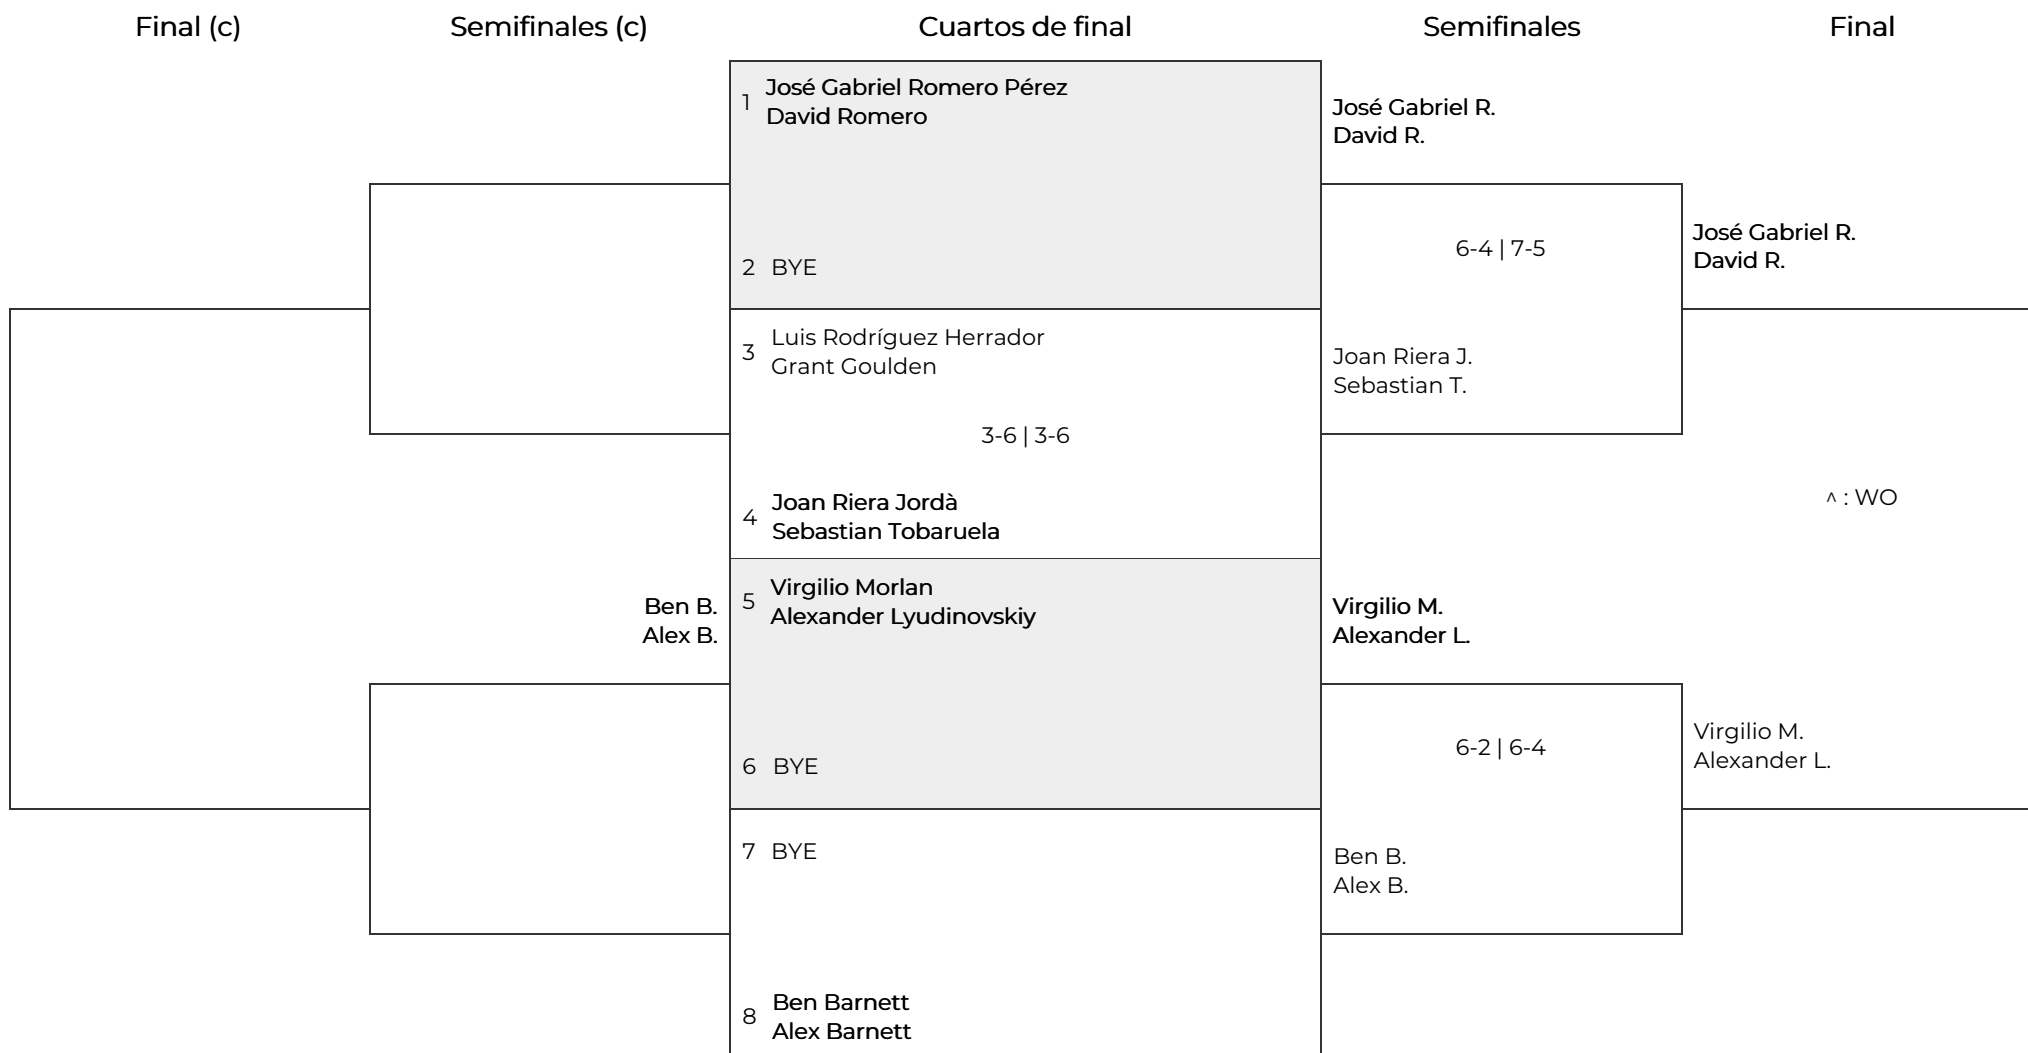 Final (c)
Semifinales (c)
Cuartos de final
Semifinales
Final
1
José Gabriel Romero Pérez
David Romero
2 BYE
3
Luis Rodríguez Herrador
Grant Goulden
3-6 | 3-6
4
Joan Riera Jordà
Sebastian Tobaruela
Ben B.
Alex B.
5
Virgilio Morlan
Alexander Lyudinovskiy
6 BYE
7 BYE
8
Ben Barnett
Alex Barnett
José Gabriel R.
David R.
6-4 | 7-5
Joan Riera J.
Sebastian T.
Virgilio M.
Alexander L.
6-2 | 6-4
Ben B.
Alex B.
José Gabriel R.
David R.
^ : WO
Virgilio M.
Alexander L.